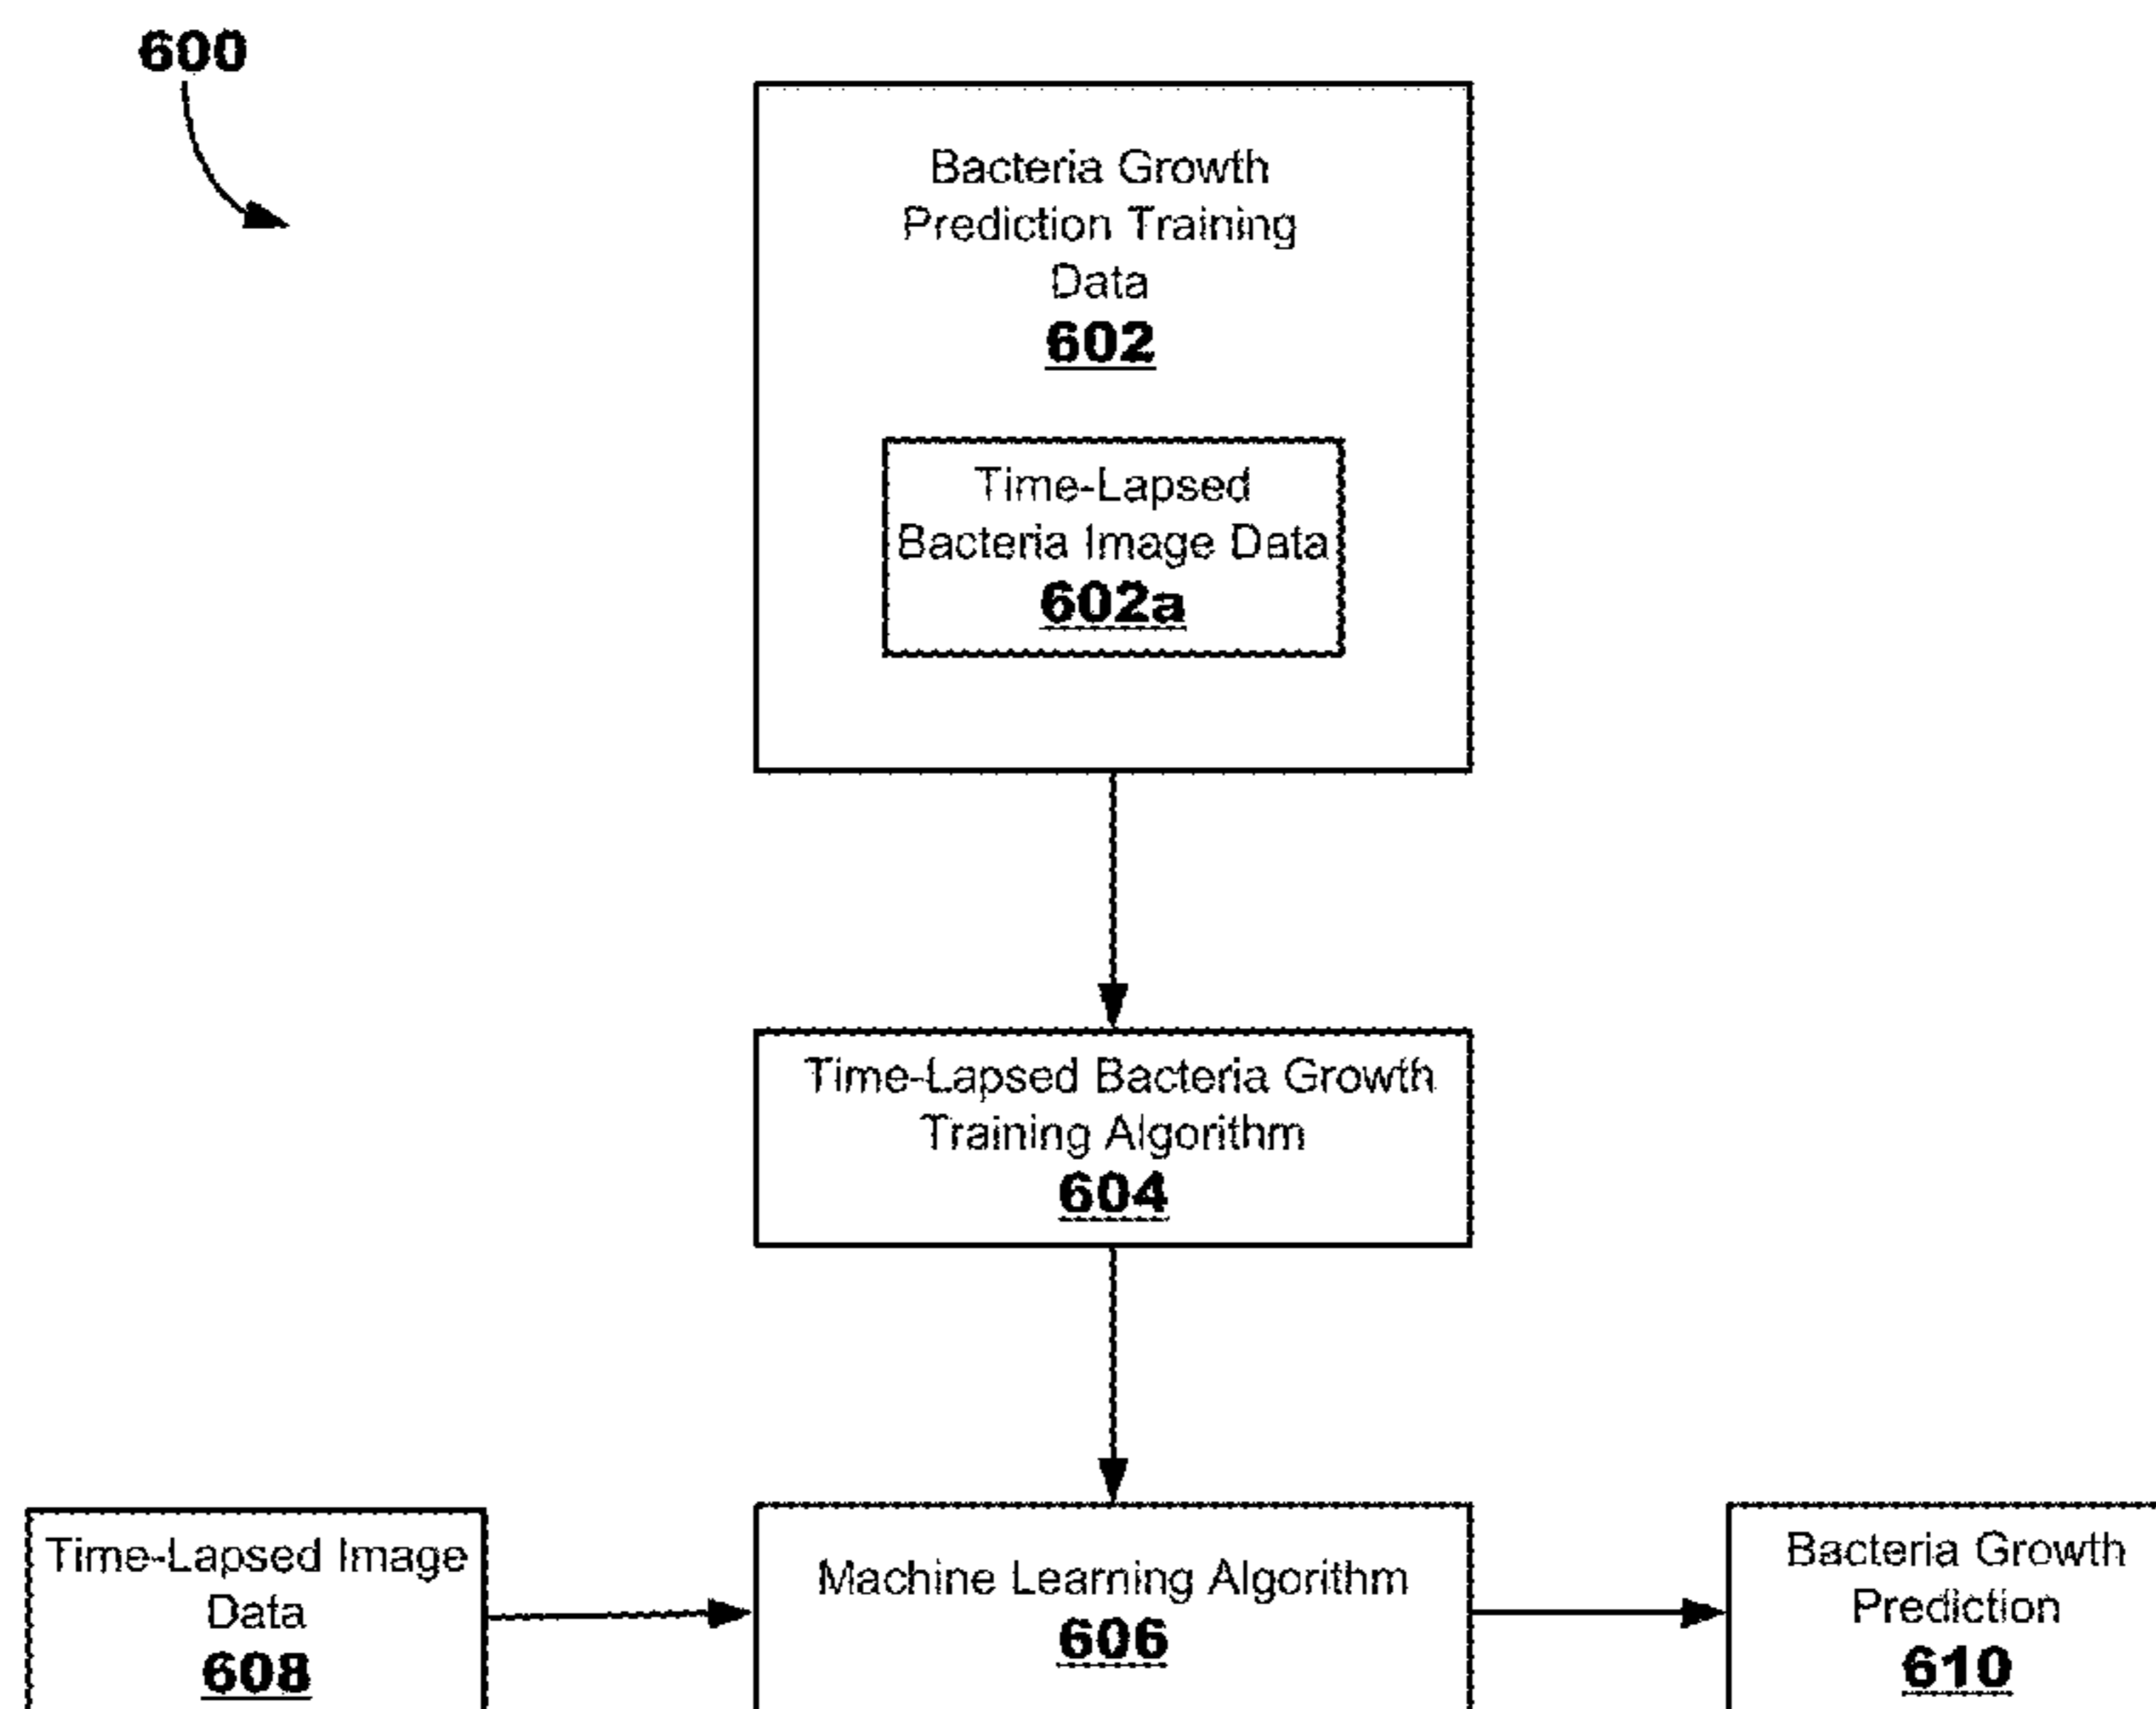 600
Bacteria Growth
Prediction Training
Data
602
Time-Lapsed
Bacteria Image Data
602a
Time-Lapsed Bacteria Growth
Training Algorithm
604
Time-Lapsed Image
Data
608
Machine Learning Algorithm
606
Bacteria Growth
Prediction
610